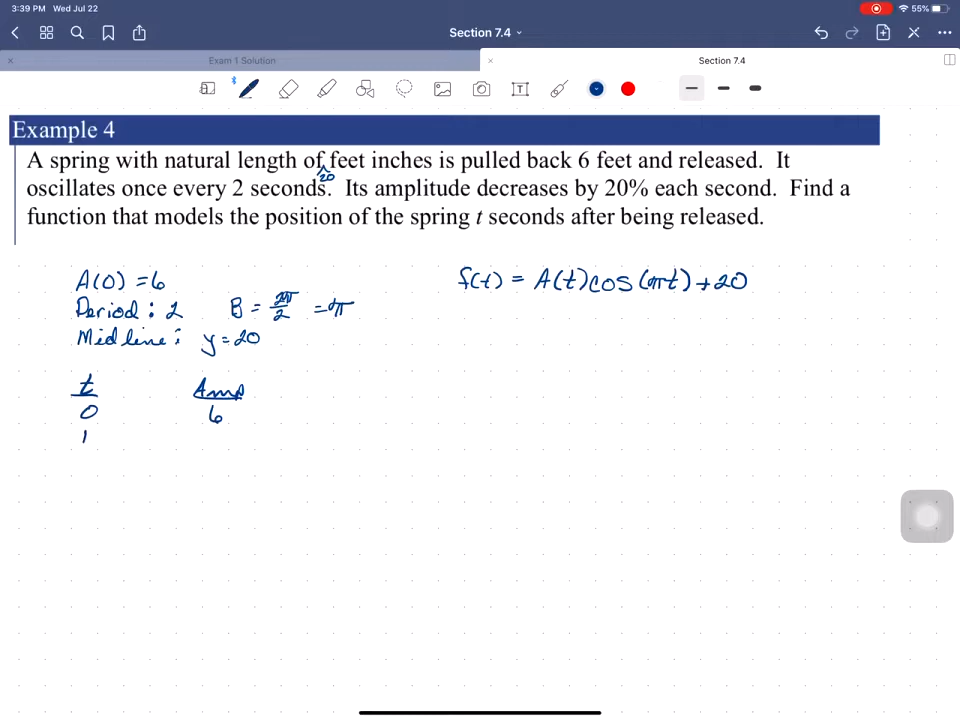 3:39 PM Wed Jul 22
55%
Section 7.4
Exam 1 Solution
Section 7.4
Example 4
A spring with natural length of feet inches is pulled back 6 feet and released. It
20
oscillates once every 2 seconds. Its amplitude decreases by 20% each second. Find a
function that models the position of the spring t seconds after being released.
A(0) = 6
f(t) = A(t)cos(πt)+20
Period: 2 B = 2π/2 = π
Midline: y = 20
t Amp
0 6
1